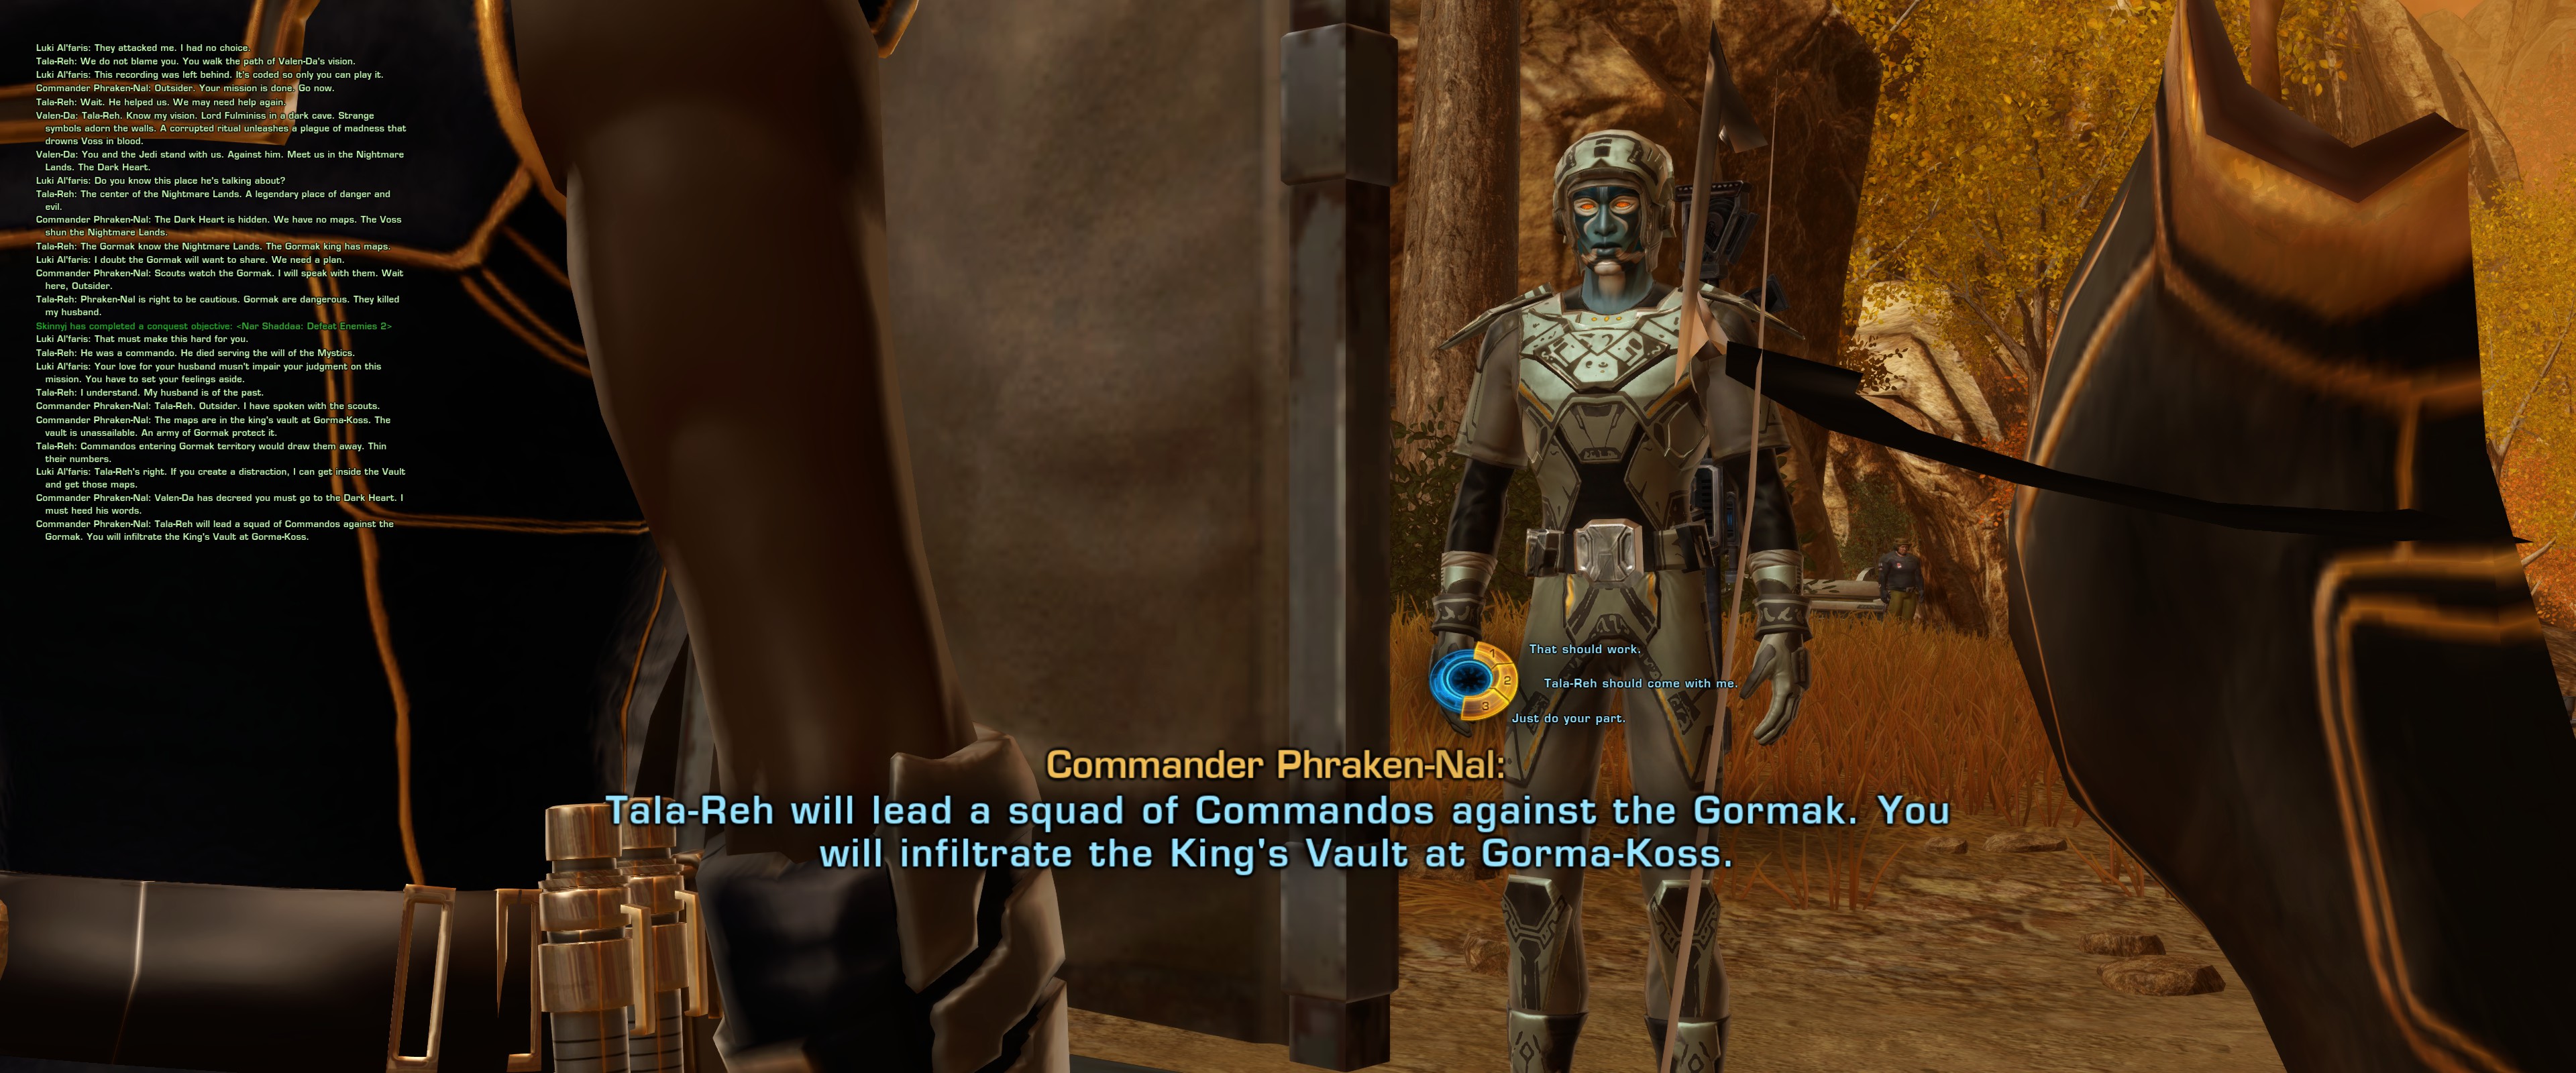 Luki Al'faris: They attacked me. I had no choice.
Tala-Reh: We do not blame you. You walk the path of Valen-Da's vision.
Luki Al'faris: This recording was left behind. It's coded so only you can play it.
Commander Phraken-Nal: Outsider. Your mission is done. Go now.
Tala-Reh: Wait. He helped us. We may need help again.
Valen-Da: Tala-Reh. Know my vision. Lord Fulminiss in a dark cave. Strange
symbols adorn the walls. A corrupted ritual unleashes a plague of madness that
drowns Voss in blood.
Valen-Da: You and the Jedi stand with us. Against him. Meet us in the Nightmare
Lands. The Dark Heart.
Luki Al'faris: Do you know this place he's talking about?
Tala-Reh: The center of the Nightmare Lands. A legendary place of danger and
evil.
Commander Phraken-Nal: The Dark Heart is hidden. We have no maps. The Voss
shun the Nightmare Lands.
Tala-Reh: The Gormak know the Nightmare Lands. The Gormak king has maps.
Luki Al'faris: I doubt the Gormak will want to share. We need a plan.
Commander Phraken-Nal: Scouts watch the Gormak. I will speak with them. Wait
here, Outsider.
Tala-Reh: Phraken-Nal is right to be cautious. Gormak are dangerous. They killed
my husband.
Skinnyj has completed a conquest objective: <Nar Shaddaa: Defeat Enemies 2>
Luki Al'faris: That must make this hard for you.
Tala-Reh: He was a commando. He died serving the will of the Mystics.
Luki Al'faris: Your love for your husband musn't impair your judgment on this
mission. You have to set your feelings aside.
Tala-Reh: I understand. My husband is of the past.
Commander Phraken-Nal: Tala-Reh. Outsider. I have spoken with the scouts.
Commander Phraken-Nal: The maps are in the king's vault at Gorma-Koss. The
vault is unassailable. An army of Gormak protect it.
Tala-Reh: Commandos entering Gormak territory would draw them away. Thin
their numbers.
Luki Al'faris: Tala-Reh's right. If you create a distraction, I can get inside the Vault
and get those maps.
Commander Phraken-Nal: Valen-Da has decreed you must go to the Dark Heart. I
must heed his words.
Commander Phraken-Nal: Tala-Reh will lead a squad of Commandos against the
Gormak. You will infiltrate the King's Vault at Gorma-Koss.
1 That should work.
2 Tala-Reh should come with me.
3 Just do your part.
Commander Phraken-Nal:
Tala-Reh will lead a squad of Commandos against the Gormak. You
will infiltrate the King's Vault at Gorma-Koss.